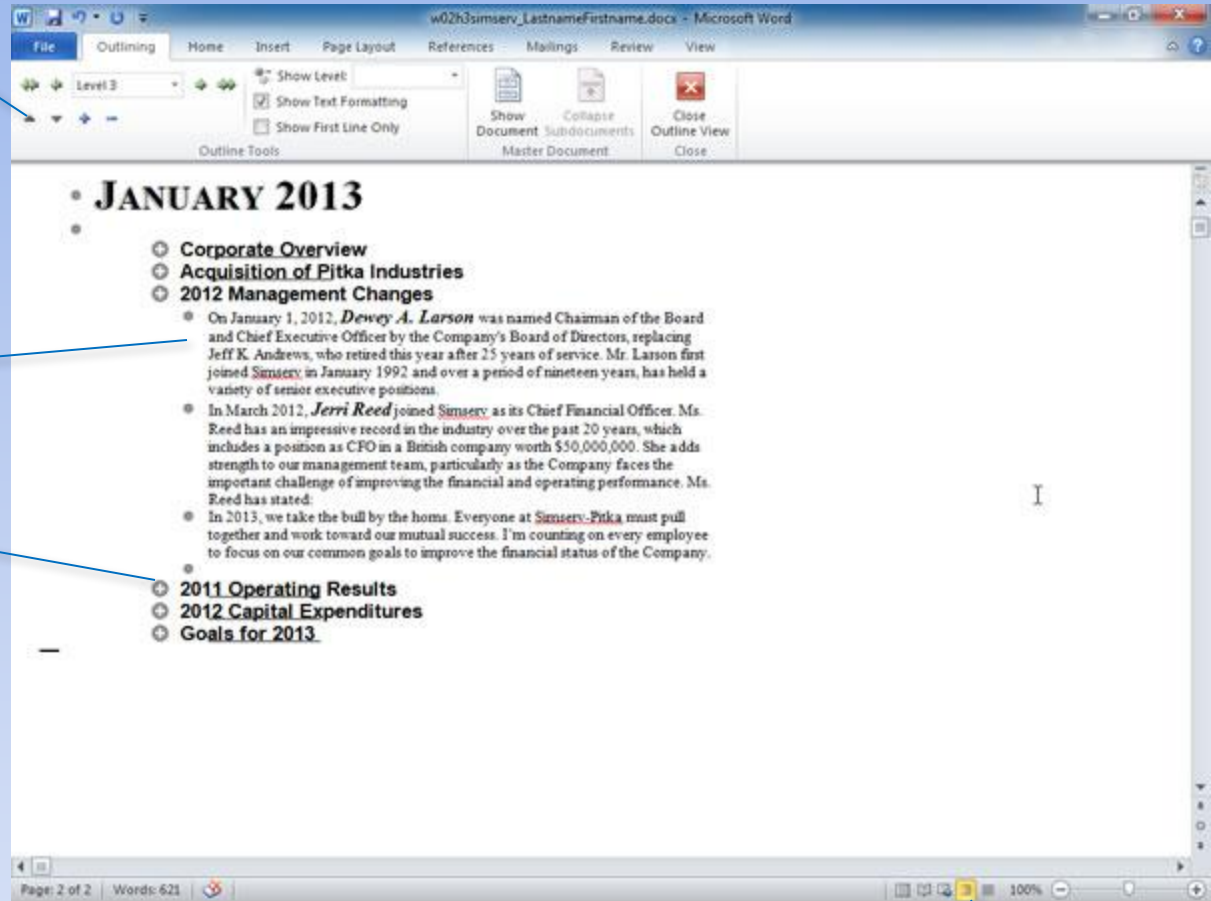 w02h3simserv_LastnameFirstname.docx - Microsoft Word
File Outlining Home Insert Page Layout References Mailings Review View
Level 3
Show Level:
Show Text Formatting
Show First Line Only
Outline Tools
Show Document
Collapse Subdocuments
Master Document
Close Outline View
Close
JANUARY 2013
Corporate Overview
Acquisition of Pitka Industries
2012 Management Changes
On January 1, 2012, Dewey A. Larson was named Chairman of the Board
and Chief Executive Officer by the Company's Board of Directors, replacing
Jeff K. Andrews, who retired this year after 25 years of service. Mr. Larson first
joined Simserv in January 1992 and over a period of nineteen years, has held a
variety of senior executive positions.
In March 2012, Jerri Reed joined Simserv as its Chief Financial Officer. Ms.
Reed has an impressive record in the industry over the past 20 years, which
includes a position as CFO in a British company worth $50,000,000. She adds
strength to our management team, particularly as the Company faces the
important challenge of improving the financial and operating performance. Ms.
Reed has stated:
In 2013, we take the bull by the horns. Everyone at Simserv-Pitka must pull
together and work toward our mutual success. I'm counting on every employee
to focus on our common goals to improve the financial status of the Company.
2011 Operating Results
2012 Capital Expenditures
Goals for 2013
Page: 2 of 2 Words: 621 100%